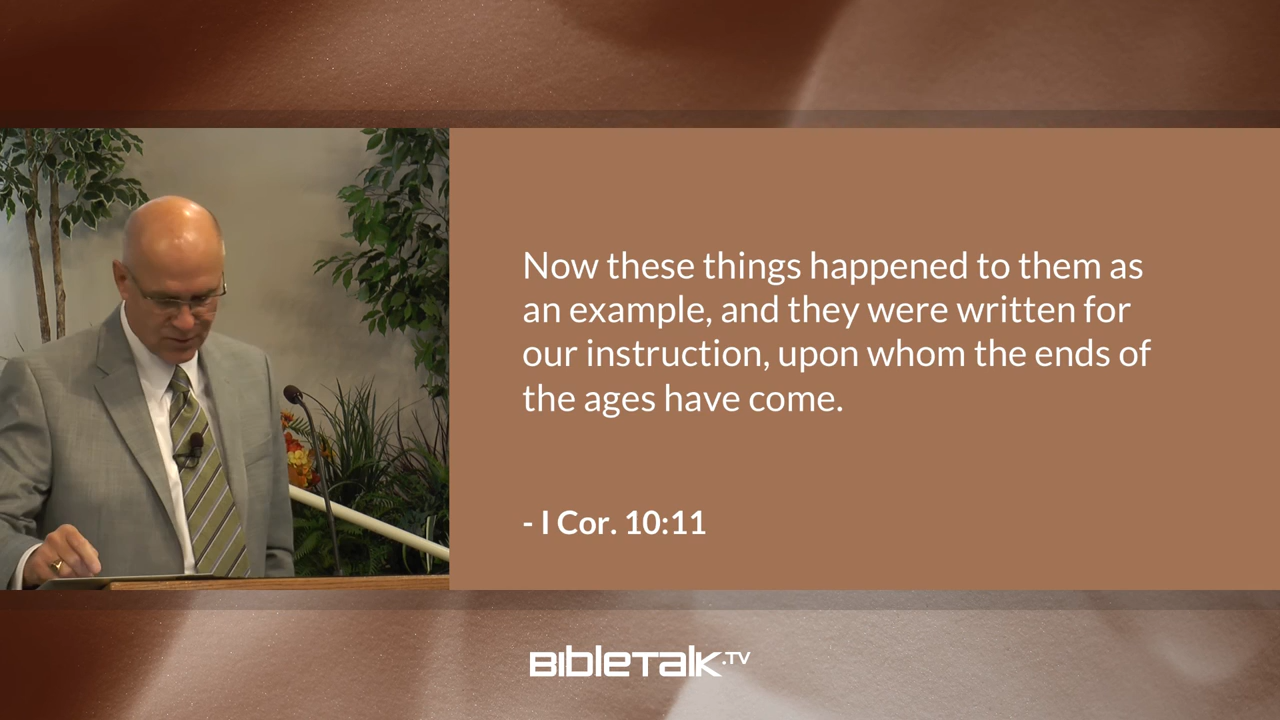 Now these things happened to them as
an example, and they were written for
our instruction, upon whom the ends of
the ages have come.
- I Cor. 10:11
BibleTalk.TV